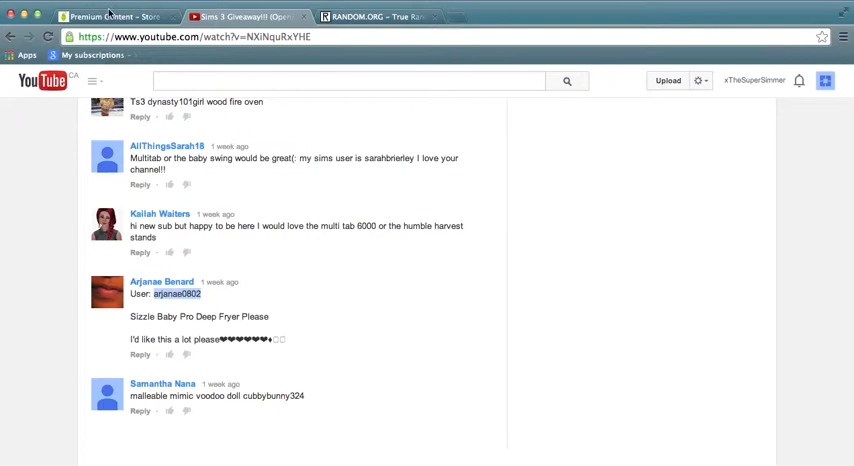 Premium Content - Store
Sims 3 Giveaway!!! (Open
RANDOM.ORG - True Ran
https://www.youtube.com/watch?v=NXiNquRxYHE
Apps
My subscriptions -
YouTube CA
Upload
xTheSuperSimmer
Ts3 dynasty101girl wood fire oven
Reply
AllThingsSarah18 1 week ago
Multitab or the baby swing would be great(: my sims user is sarahbrierley I love your
channel!!
Reply
Kailah Waiters 1 week ago
hi new sub but happy to be here I would love the multi tab 6000 or the humble harvest
stands
Reply
Arjanae Benard 1 week ago
User: arjanae0802
Sizzle Baby Pro Deep Fryer Please
I'd like this a lot please❤❤❤❤❤❤♦
Reply
Samantha Nana 1 week ago
malleable mimic voodoo doll cubbybunny324
Reply